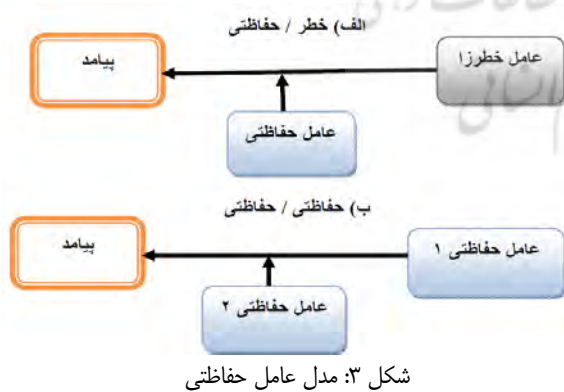 الف) خطر / حفاظتی
عامل خطرزا
پیامد
عامل حفاظتی
ب) حفاظتی / حفاظتی
عامل حفاظتی ۱
پیامد
عامل حفاظتی ۲
شکل ۳: مدل عامل حفاظتی